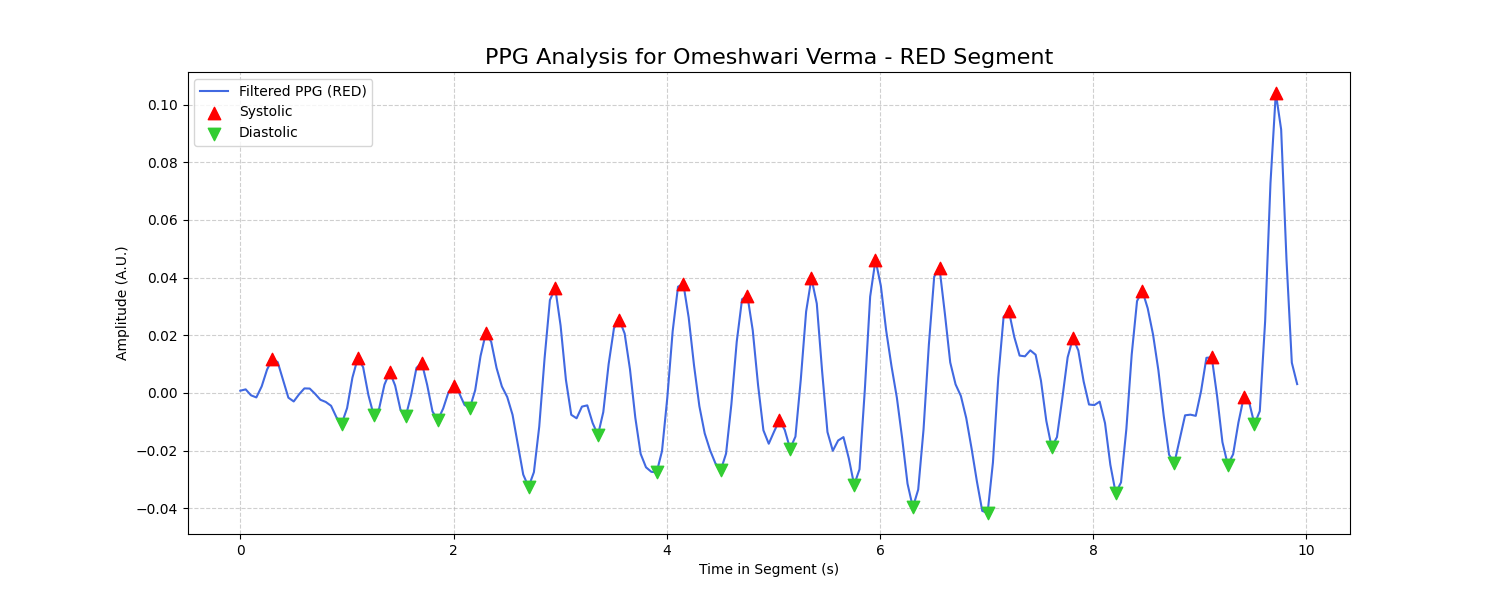 PPG Analysis for Omeshwari Verma - RED Segment
Filtered PPG (RED)
Systolic
Diastolic
Amplitude (A.U.)
0.10
0.08
0.06
0.04
0.02
0.00
−0.02
−0.04
0 2 4 6 8 10
Time in Segment (s)